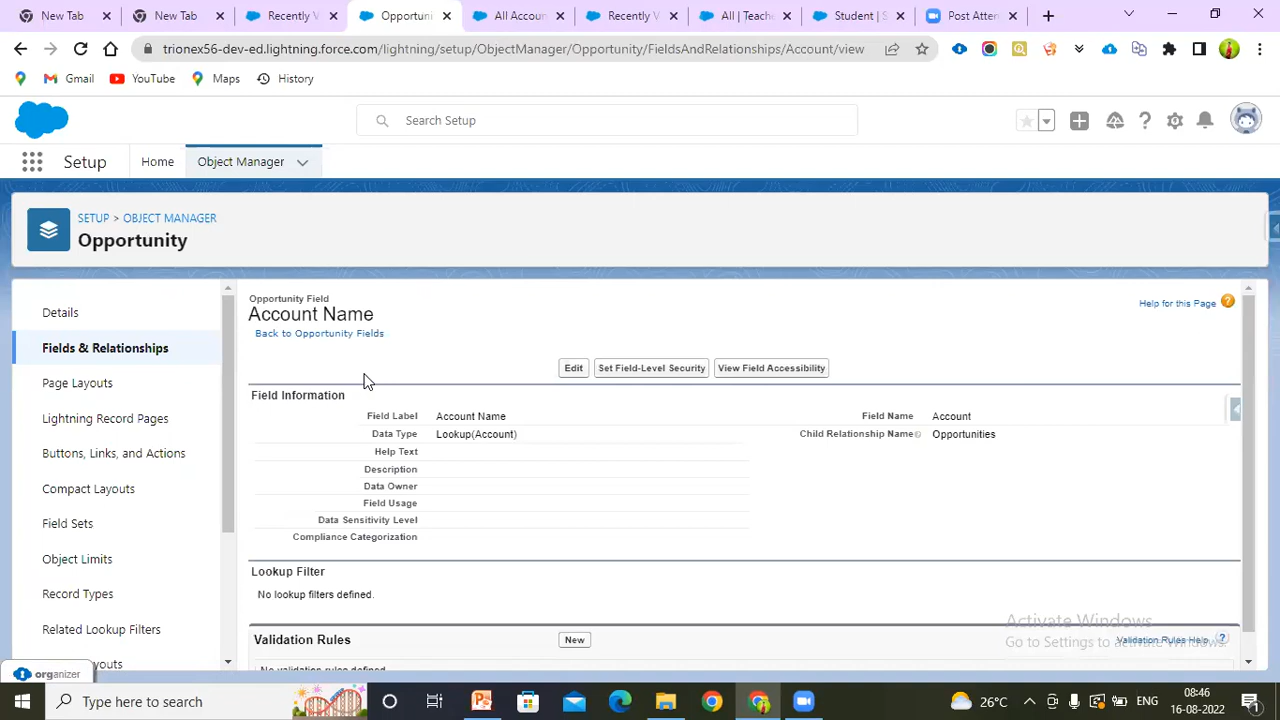 New Tab
New Tab
Recently V
Opportuni
All Accoun
Recently V
All | Teache
Student | S
Post Atten
trionex56-dev-ed.lightning.force.com/lightning/setup/ObjectManager/Opportunity/FieldsAndRelationships/Account/view
Gmail
YouTube
Maps
History
Search Setup
Setup
Home
Object Manager
SETUP > OBJECT MANAGER
Opportunity
Details
Fields & Relationships
Page Layouts
Lightning Record Pages
Buttons, Links, and Actions
Compact Layouts
Field Sets
Object Limits
Record Types
Related Lookup Filters
Opportunity Field
Account Name
Back to Opportunity Fields
Help for this Page
Edit
Set Field-Level Security
View Field Accessibility
Field Information
Field Label Account Name Field Name Account
Data Type Lookup(Account) Child Relationship Name Opportunities
Help Text
Description
Data Owner
Field Usage
Data Sensitivity Level
Compliance Categorization
Lookup Filter
No lookup filters defined.
Validation Rules
New
Validation Rules Help
No validation rules defined
Activate Windows
Go to Settings to activate Windows.
organizer
Type here to search
26°C
ENG
08:46
16-08-2022